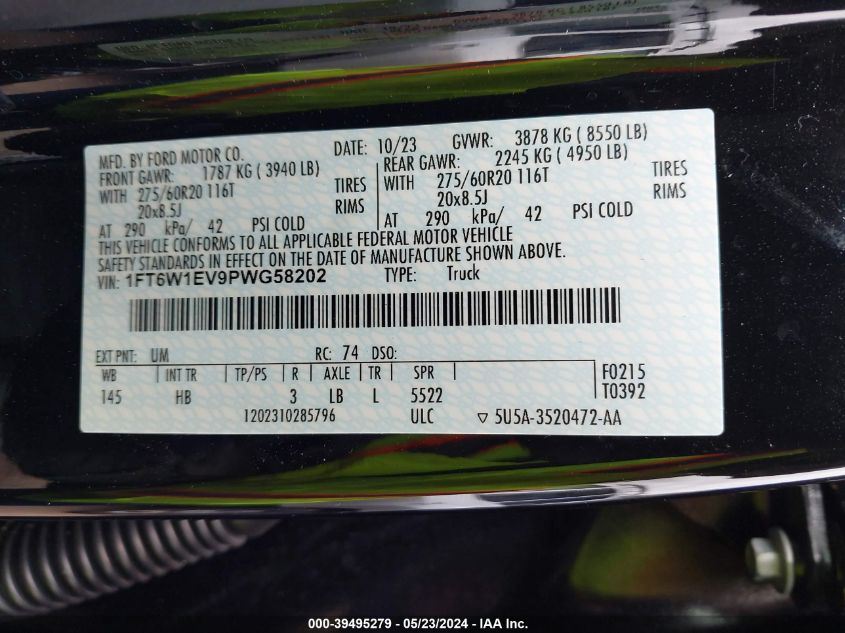 MFD. BY FORD MOTOR CO.
DATE: 10/23 GVWR: 3878 KG ( 8550 LB)
FRONT GAWR: 1787 KG ( 3940 LB)
WITH 275/60R20 116T TIRES
20x8.5J RIMS
AT 290 kPa/ 42 PSI COLD
REAR GAWR: 2245 KG ( 4950 LB)
WITH 275/60R20 116T TIRES
20x8.5J RIMS
AT 290 kPa/ 42 PSI COLD
THIS VEHICLE CONFORMS TO ALL APPLICABLE FEDERAL MOTOR VEHICLE
SAFETY STANDARDS IN EFFECT ON THE DATE OF MANUFACTURE SHOWN ABOVE.
VIN: 1FT6W1EV9PWG58202 TYPE: Truck
EXT PNT: UM RC: 74 DSO:
WB INT TR TP/PS R AXLE TR SPR F0215
145 HB 3 LB L 5522 T0392
1202310285796 ULC ▽ 5U5A-3520472-AA
000-39495279 - 05/23/2024 - IAA Inc.